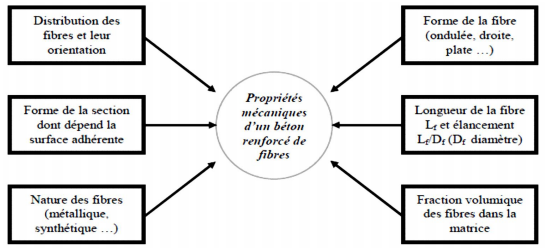 Distribution des
fibres et leur
orientation
Forme de la section
dont dépend la
surface adhérente
Nature des fibres
(métallique,
synthétique ...)
Propriétés
mécaniques
d'un béton
renforcé de
fibres
Forme de la fibre
(ondulée, droite,
plate ...)
Longueur de la fibre
Lf et élancement
Lf/Df (Df diamètre)
Fraction volumique
des fibres dans la
matrice